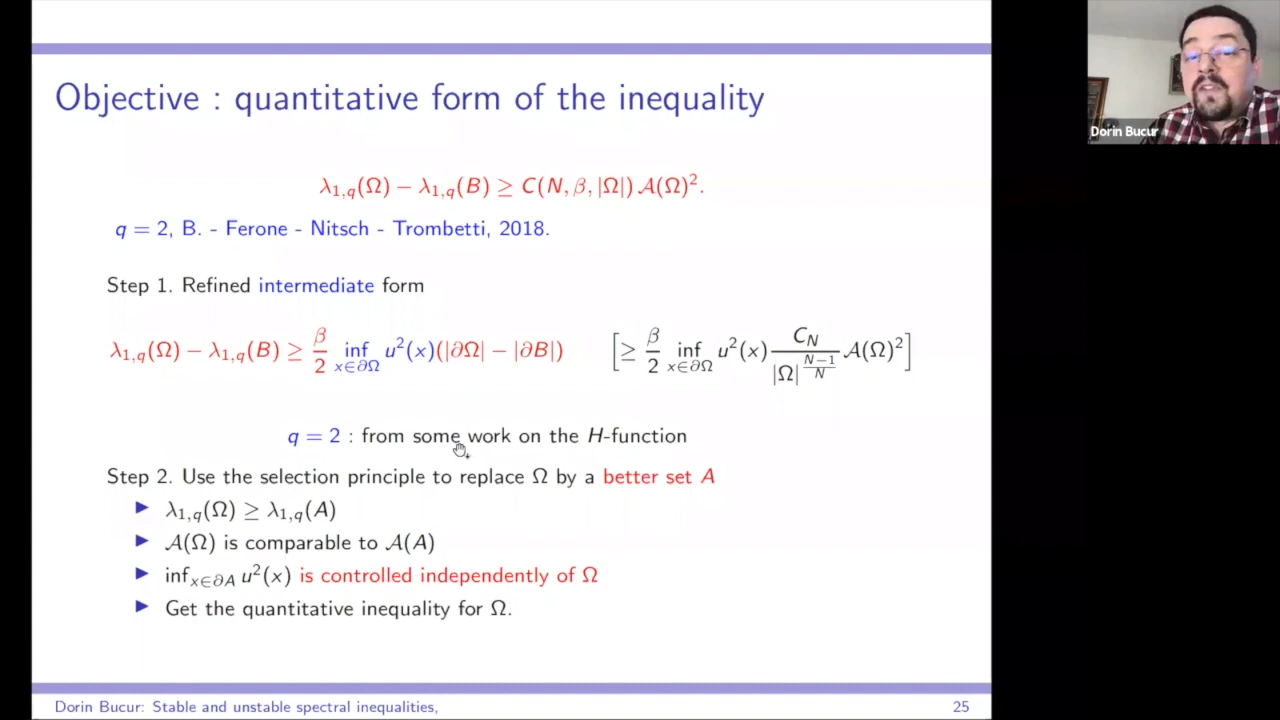 Objective : quantitative form of the inequality
λ₁,q(Ω) − λ₁,q(B) ≥ C(N, β, |Ω|) 𝒜(Ω)².
q = 2, B. - Ferone - Nitsch - Trombetti, 2018.
Step 1. Refined intermediate form
λ₁,q(Ω) − λ₁,q(B) ≥ β/2 inf_{x∈∂Ω} u²(x)(|∂Ω| − |∂B|) [≥ β/2 inf_{x∈∂Ω} u²(x) C_N/|Ω|^{(N−1)/N} 𝒜(Ω)²]
q = 2 : from some work on the H-function
Step 2. Use the selection principle to replace Ω by a better set A
▶ λ₁,q(Ω) ≥ λ₁,q(A)
▶ 𝒜(Ω) is comparable to 𝒜(A)
▶ inf_{x∈∂A} u²(x) is controlled independently of Ω
▶ Get the quantitative inequality for Ω.
Dorin Bucur: Stable and unstable spectral inequalities, 25
Dorin Bucur